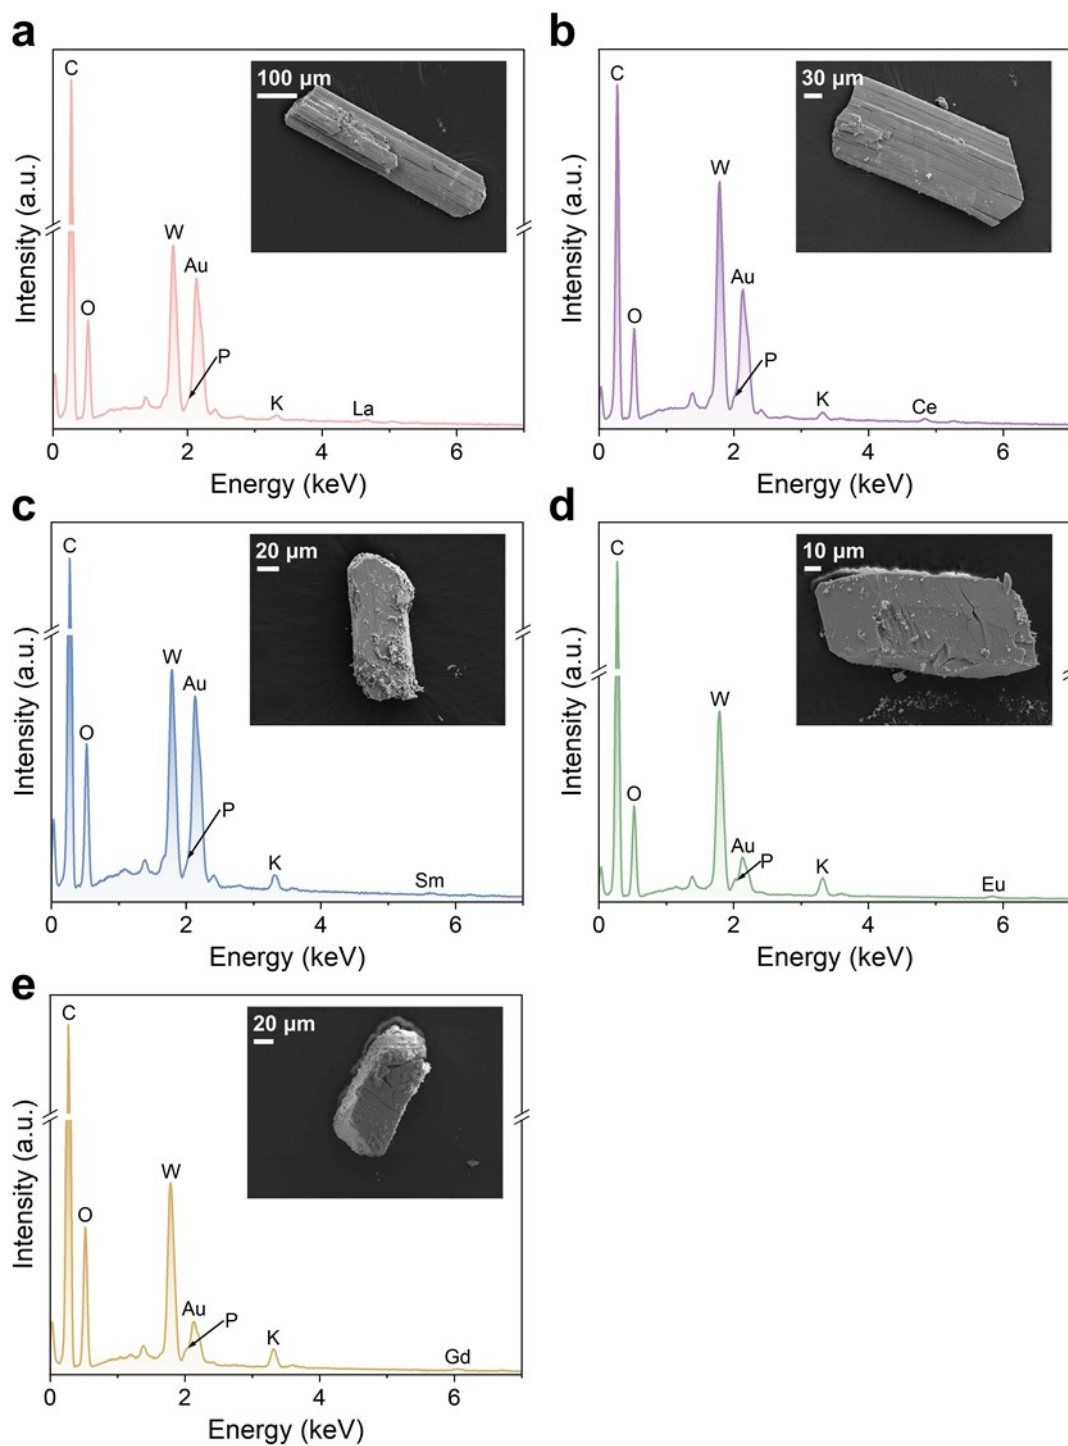 a
C
100 μm
W
Au
O
P
K
La
Intensity (a.u.)
0 2 4 6
Energy (keV)
b
C
30 μm
W
Au
O
P
K
Ce
Intensity (a.u.)
0 2 4 6
Energy (keV)
c
C
20 μm
W
Au
O
P
K
Sm
Intensity (a.u.)
0 2 4 6
Energy (keV)
d
C
10 μm
W
O
Au
P
K
Eu
Intensity (a.u.)
0 2 4 6
Energy (keV)
e
C
20 μm
W
O
Au
P
K
Gd
Intensity (a.u.)
0 2 4 6
Energy (keV)